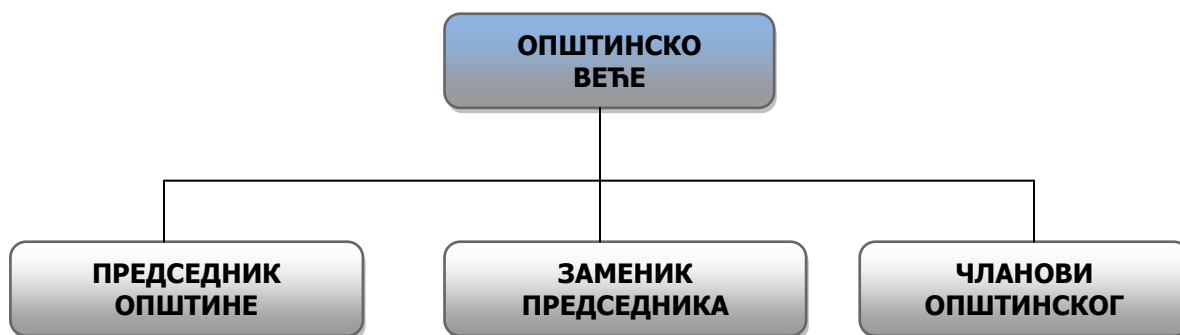 ОПШТИНСКО
ВЕЋЕ
ПРЕДСЕДНИК
ОПШТИНЕ
ЗАМЕНИК
ПРЕДСЕДНИКА
ЧЛАНОВИ
ОПШТИНСКОГ